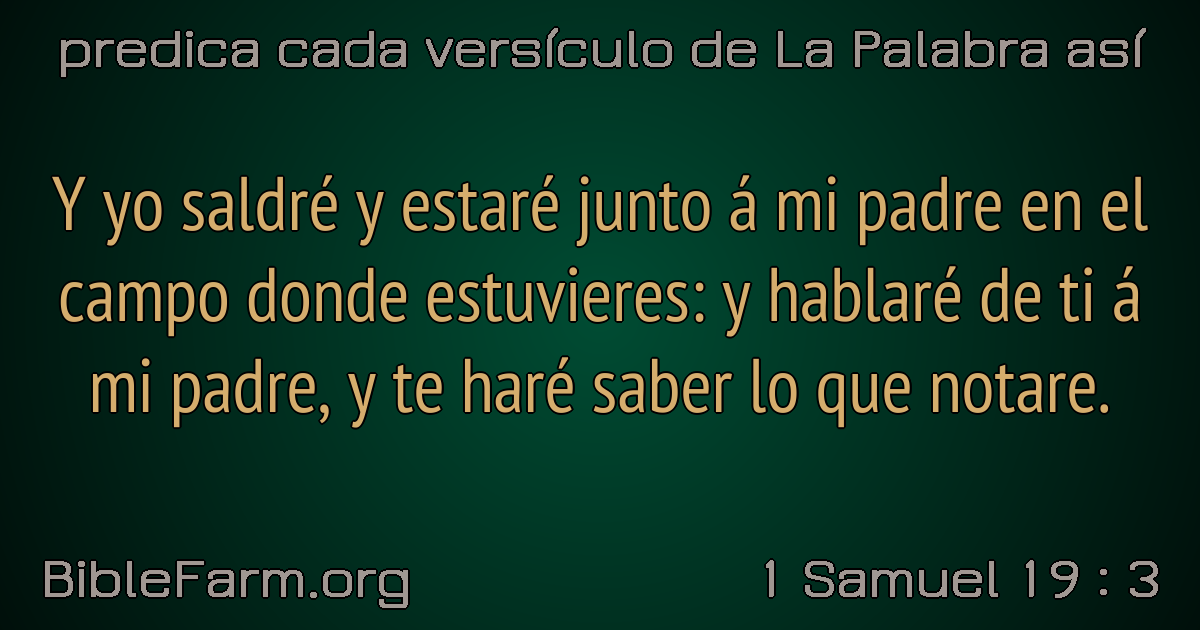 predica cada versículo de La Palabra así
Y yo saldré y estaré junto á mi padre en el
campo donde estuvieres: y hablaré de ti á
mi padre, y te haré saber lo que notare.
BibleFarm.org
1 Samuel 19 : 3